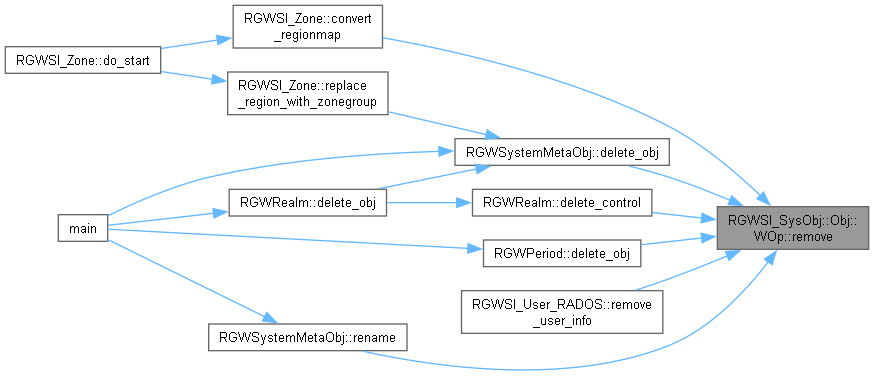 RGWSI_Zone::convert
_regionmap
RGWSI_Zone::do_start
RGWSI_Zone::replace
_region_with_zonegroup
RGWSystemMetaObj::delete_obj
RGWRealm::delete_obj
RGWRealm::delete_control
main
RGWSI_SysObj::Obj::
WOp::remove
RGWPeriod::delete_obj
RGWSI_User_RADOS::remove
_user_info
RGWSystemMetaObj::rename